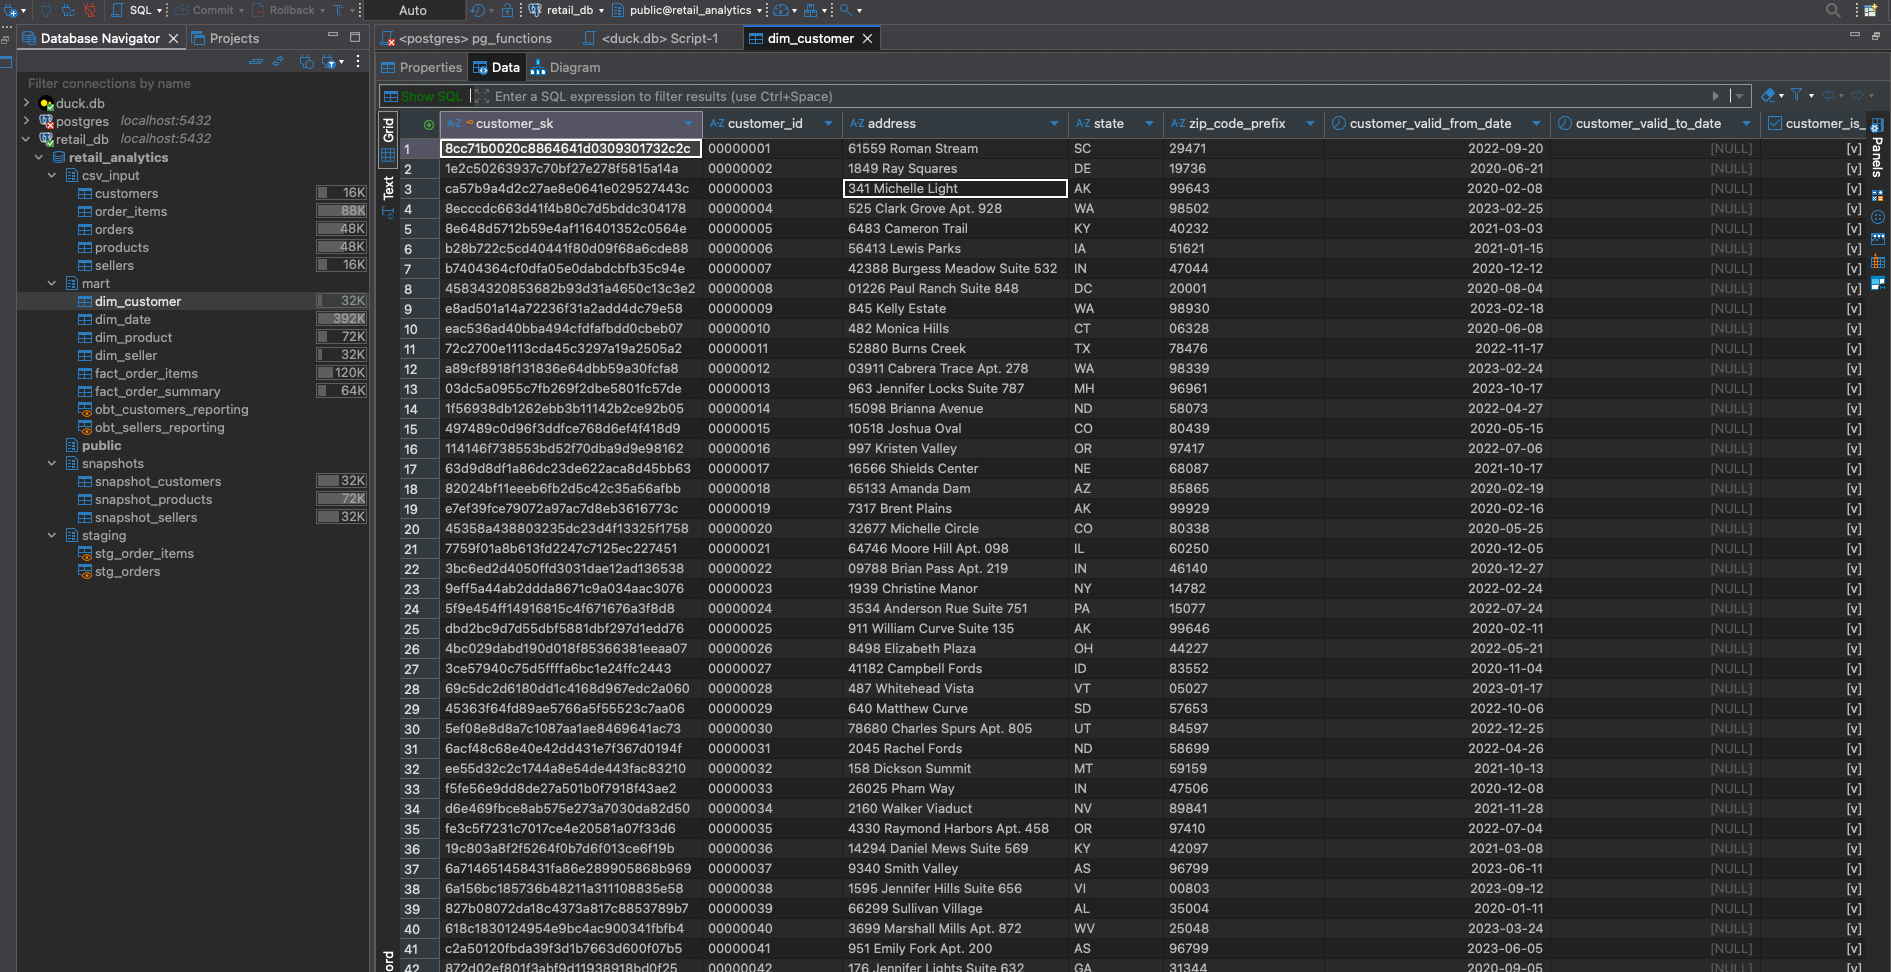 SQL Commit Rollback T Auto retail_db public@retail_analytics
Database Navigator Projects
Filter connections by name
duck.db
postgres localhost:5432
retail_db localhost:5432
retail_analytics
csv_input
customers 16K
order_items 88K
orders 48K
products 48K
sellers 16K
mart
dim_customer 32K
dim_date 392K
dim_product 72K
dim_seller 32K
fact_order_items 120K
fact_order_summary 64K
obt_customers_reporting
obt_sellers_reporting
public
snapshots
snapshot_customers 32K
snapshot_products 72K
snapshot_sellers 32K
staging
stg_order_items
stg_orders
<postgres> pg_functions <duck.db> Script-1 dim_customer
Properties Data Diagram
Show SQL Enter a SQL expression to filter results (use Ctrl+Space)
Grid
Text
ord
Panels
A-Z customer_sk A-Z customer_id A-Z address A-Z state A-Z zip_code_prefix customer_valid_from_date customer_valid_to_date customer_is_
1 8cc71b0020c8864641d0309301732c2c 00000001 61559 Roman Stream SC 29471 2022-09-20 [NULL] [v]
2 1e2c50263937c70bf27e278f5815a14a 00000002 1849 Ray Squares DE 19736 2020-06-21 [NULL] [v]
3 ca57b9a4d2c27ae8e0641e029527443c 00000003 341 Michelle Light AK 99643 2020-02-08 [NULL] [v]
4 8ecccdc663d41f4b80c7d5bddc304178 00000004 525 Clark Grove Apt. 928 WA 98502 2023-02-25 [NULL] [v]
5 8e648d5712b59e4af116401352c0564e 00000005 6483 Cameron Trail KY 40232 2021-03-03 [NULL] [v]
6 b28b722c5cd40441f80d09f68a6cde88 00000006 56413 Lewis Parks IA 51621 2021-01-15 [NULL] [v]
7 b7404364cf0dfa05e0dabdcbfb35c94e 00000007 42388 Burgess Meadow Suite 532 IN 47044 2020-12-12 [NULL] [v]
8 45834320853682b93d31a4650c13c3e2 00000008 01226 Paul Ranch Suite 848 DC 20001 2020-08-04 [NULL] [v]
9 e8ad501a14a72236f31a2add4dc79e58 00000009 845 Kelly Estate WA 98930 2023-02-18 [NULL] [v]
10 eac536ad40bba494cfdfafbdd0cbeb07 00000010 482 Monica Hills CT 06328 2020-06-08 [NULL] [v]
11 72c2700e1113cda45c3297a19a2505a2 00000011 52880 Burns Creek TX 78476 2022-11-17 [NULL] [v]
12 a89cf8918f131836e64dbb59a30fcfa8 00000012 03911 Cabrera Trace Apt. 278 WA 98339 2023-02-24 [NULL] [v]
13 03dc5a0955c7fb269f2dbe5801fc57de 00000013 963 Jennifer Locks Suite 787 MH 96961 2023-10-17 [NULL] [v]
14 1f56938db1262ebb3b11142b2ce92b05 00000014 15098 Brianna Avenue ND 58073 2022-04-27 [NULL] [v]
15 497489c0d96f3ddfce768d6ef4f418d9 00000015 10518 Joshua Oval CO 80439 2020-05-15 [NULL] [v]
16 114146f738553bd52f70dba9d9e98162 00000016 997 Kristen Valley OR 97417 2022-07-06 [NULL] [v]
17 63d9d8df1a86dc23de622aca8d45bb63 00000017 16566 Shields Center NE 68087 2021-10-17 [NULL] [v]
18 82024bf11eeeb6fb2d5c42c35a56afbb 00000018 65133 Amanda Dam AZ 85865 2020-02-19 [NULL] [v]
19 e7ef39fce79072a97ac7d8eb3616773c 00000019 7317 Brent Plains AK 99929 2020-02-16 [NULL] [v]
20 45358a438803235dc23d4f13325f1758 00000020 32677 Michelle Circle CO 80338 2020-05-25 [NULL] [v]
21 7759f01a8b613fd2247c7125ec227451 00000021 64746 Moore Hill Apt. 098 IL 60250 2020-12-05 [NULL] [v]
22 3bc6ed2d4050ffd3031dae12ad136538 00000022 09788 Brian Pass Apt. 219 IN 46140 2020-12-27 [NULL] [v]
23 9eff5a44ab2ddda8671c9a034aac3076 00000023 1939 Christine Manor NY 14782 2022-02-24 [NULL] [v]
24 5f9e454ff14916815c4f671676a3f8d8 00000024 3534 Anderson Rue Suite 751 PA 15077 2022-07-24 [NULL] [v]
25 dbd2bc9d7d55dbf5881dbf297d1edd76 00000025 911 William Curve Suite 135 AK 99646 2020-02-11 [NULL] [v]
26 4bc029dabd190d018f85366381eeaa07 00000026 8498 Elizabeth Plaza OH 44227 2022-05-21 [NULL] [v]
27 3ce57940c75d5ffffa6bc1e24ffc2443 00000027 41182 Campbell Fords ID 83552 2020-11-04 [NULL] [v]
28 69c5dc2d6180dd1c4168d967edc2a060 00000028 487 Whitehead Vista VT 05027 2023-01-17 [NULL] [v]
29 45363f64fd89ae5766a5f55523c7aa06 00000029 640 Matthew Curve SD 57653 2022-10-06 [NULL] [v]
30 5ef08e8d8a7c1087aa1ae8469641ac73 00000030 78680 Charles Spurs Apt. 805 UT 84597 2022-12-25 [NULL] [v]
31 6acf48c68e40e42dd431e7f367d0194f 00000031 2045 Rachel Fords ND 58699 2022-04-26 [NULL] [v]
32 ee55d32c2c1744a8e54de443fac83210 00000032 158 Dickson Summit MT 59159 2021-10-13 [NULL] [v]
33 f5fe56e9dd8de27a501b0f7918f43ae2 00000033 26025 Pham Way IN 47506 2020-12-08 [NULL] [v]
34 d6e469fbce8ab575e273a7030da82d50 00000034 2160 Walker Viaduct NV 89841 2021-11-28 [NULL] [v]
35 fe3c5f7231c7017ce4e20581a07f33d6 00000035 4330 Raymond Harbors Apt. 458 OR 97410 2022-07-04 [NULL] [v]
36 19c803a8f2f5264f0b7d6f013ce6f19b 00000036 14294 Daniel Mews Suite 569 KY 42097 2021-03-08 [NULL] [v]
37 6a714651458431fa86e289905868b969 00000037 9340 Smith Valley AS 96799 2023-06-11 [NULL] [v]
38 6a156bc185736b48211a311108835e58 00000038 1595 Jennifer Hills Suite 656 VI 00803 2023-09-12 [NULL] [v]
39 827b08072da18c4373a817c8853789b7 00000039 66299 Sullivan Village AL 35004 2020-01-11 [NULL] [v]
40 618c1830124954e9bc4ac900341fbfb4 00000040 3699 Marshall Mills Apt. 872 WV 25048 2023-03-24 [NULL] [v]
41 c2a50120fbda39f3d1b7663d600f07b5 00000041 951 Emily Fork Apt. 200 AS 96799 2023-06-05 [NULL] [v]
42 872d02ef801f3abf9d11938918bd0f25 00000042 176 Jennifer Lights Suite 632 GA 31344 2020-09-05 [NULL] [v]